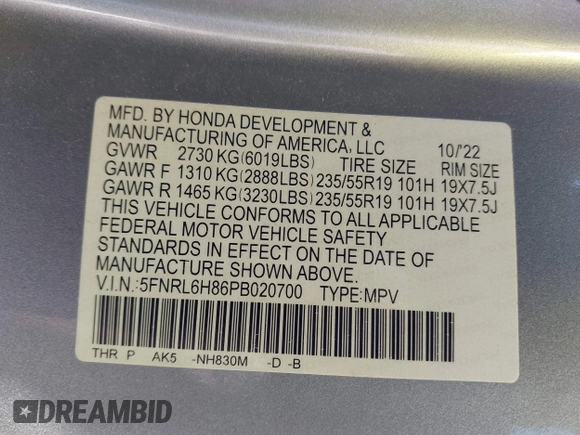 MFD. BY HONDA DEVELOPMENT &
MANUFACTURING OF AMERICA, LLC 10/'22
GVWR 2730 KG(6019LBS) TIRE SIZE RIM SIZE
GAWR F 1310 KG(2888LBS) 235/55R19 101H 19X7.5J
GAWR R 1465 KG(3230LBS) 235/55R19 101H 19X7.5J
THIS VEHICLE CONFORMS TO ALL APPLICABLE
FEDERAL MOTOR VEHICLE SAFETY
STANDARDS IN EFFECT ON THE DATE OF
MANUFACTURE SHOWN ABOVE.
V.I.N.:5FNRL6H86PB020700 TYPE:MPV
THR P AK5 -NH830M -D -B
DREAMBID